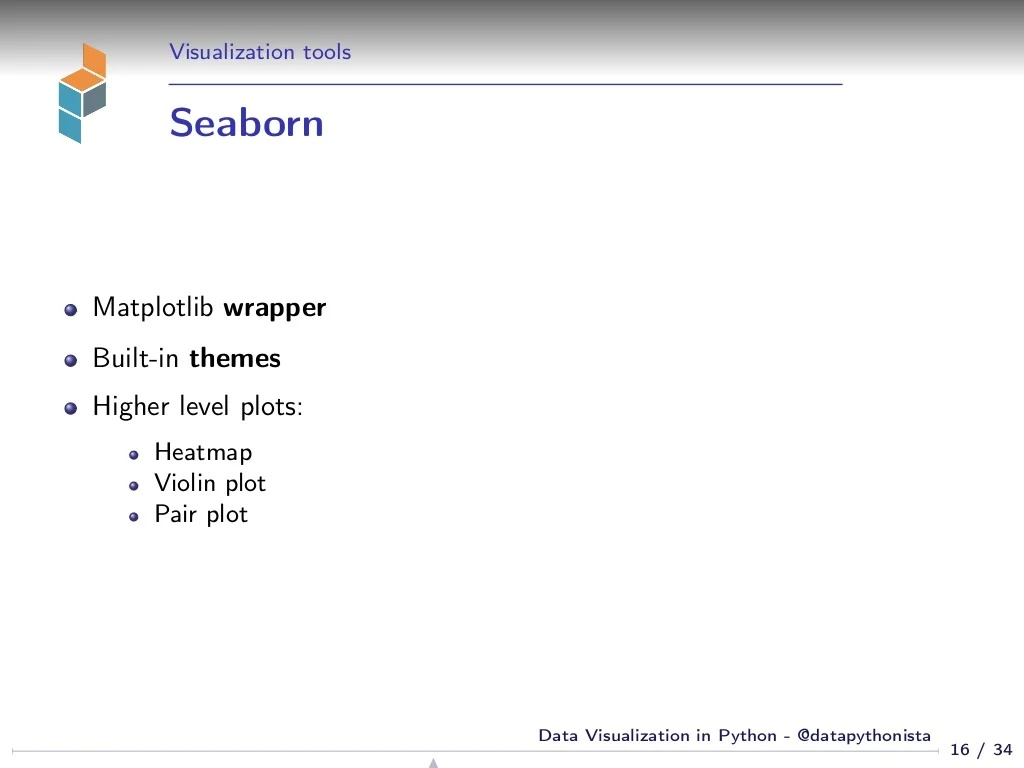 Visualization tools
Seaborn
Matplotlib wrapper
Built-in themes
Higher level plots:
Heatmap
Violin plot
Pair plot
Data Visualization in Python - @datapythonista
16 / 34